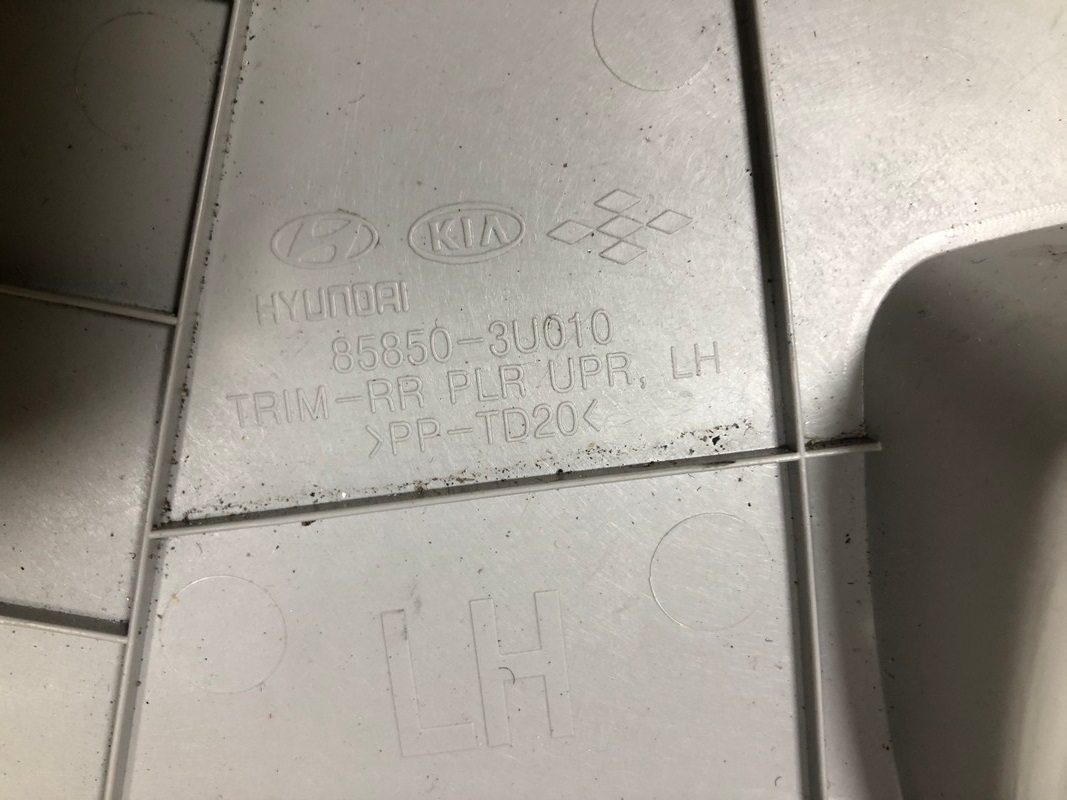 KIA
HYUNDAI
85850-3U010
TRIM-RR PLR UPR, LH
>PP-TD20<
LH